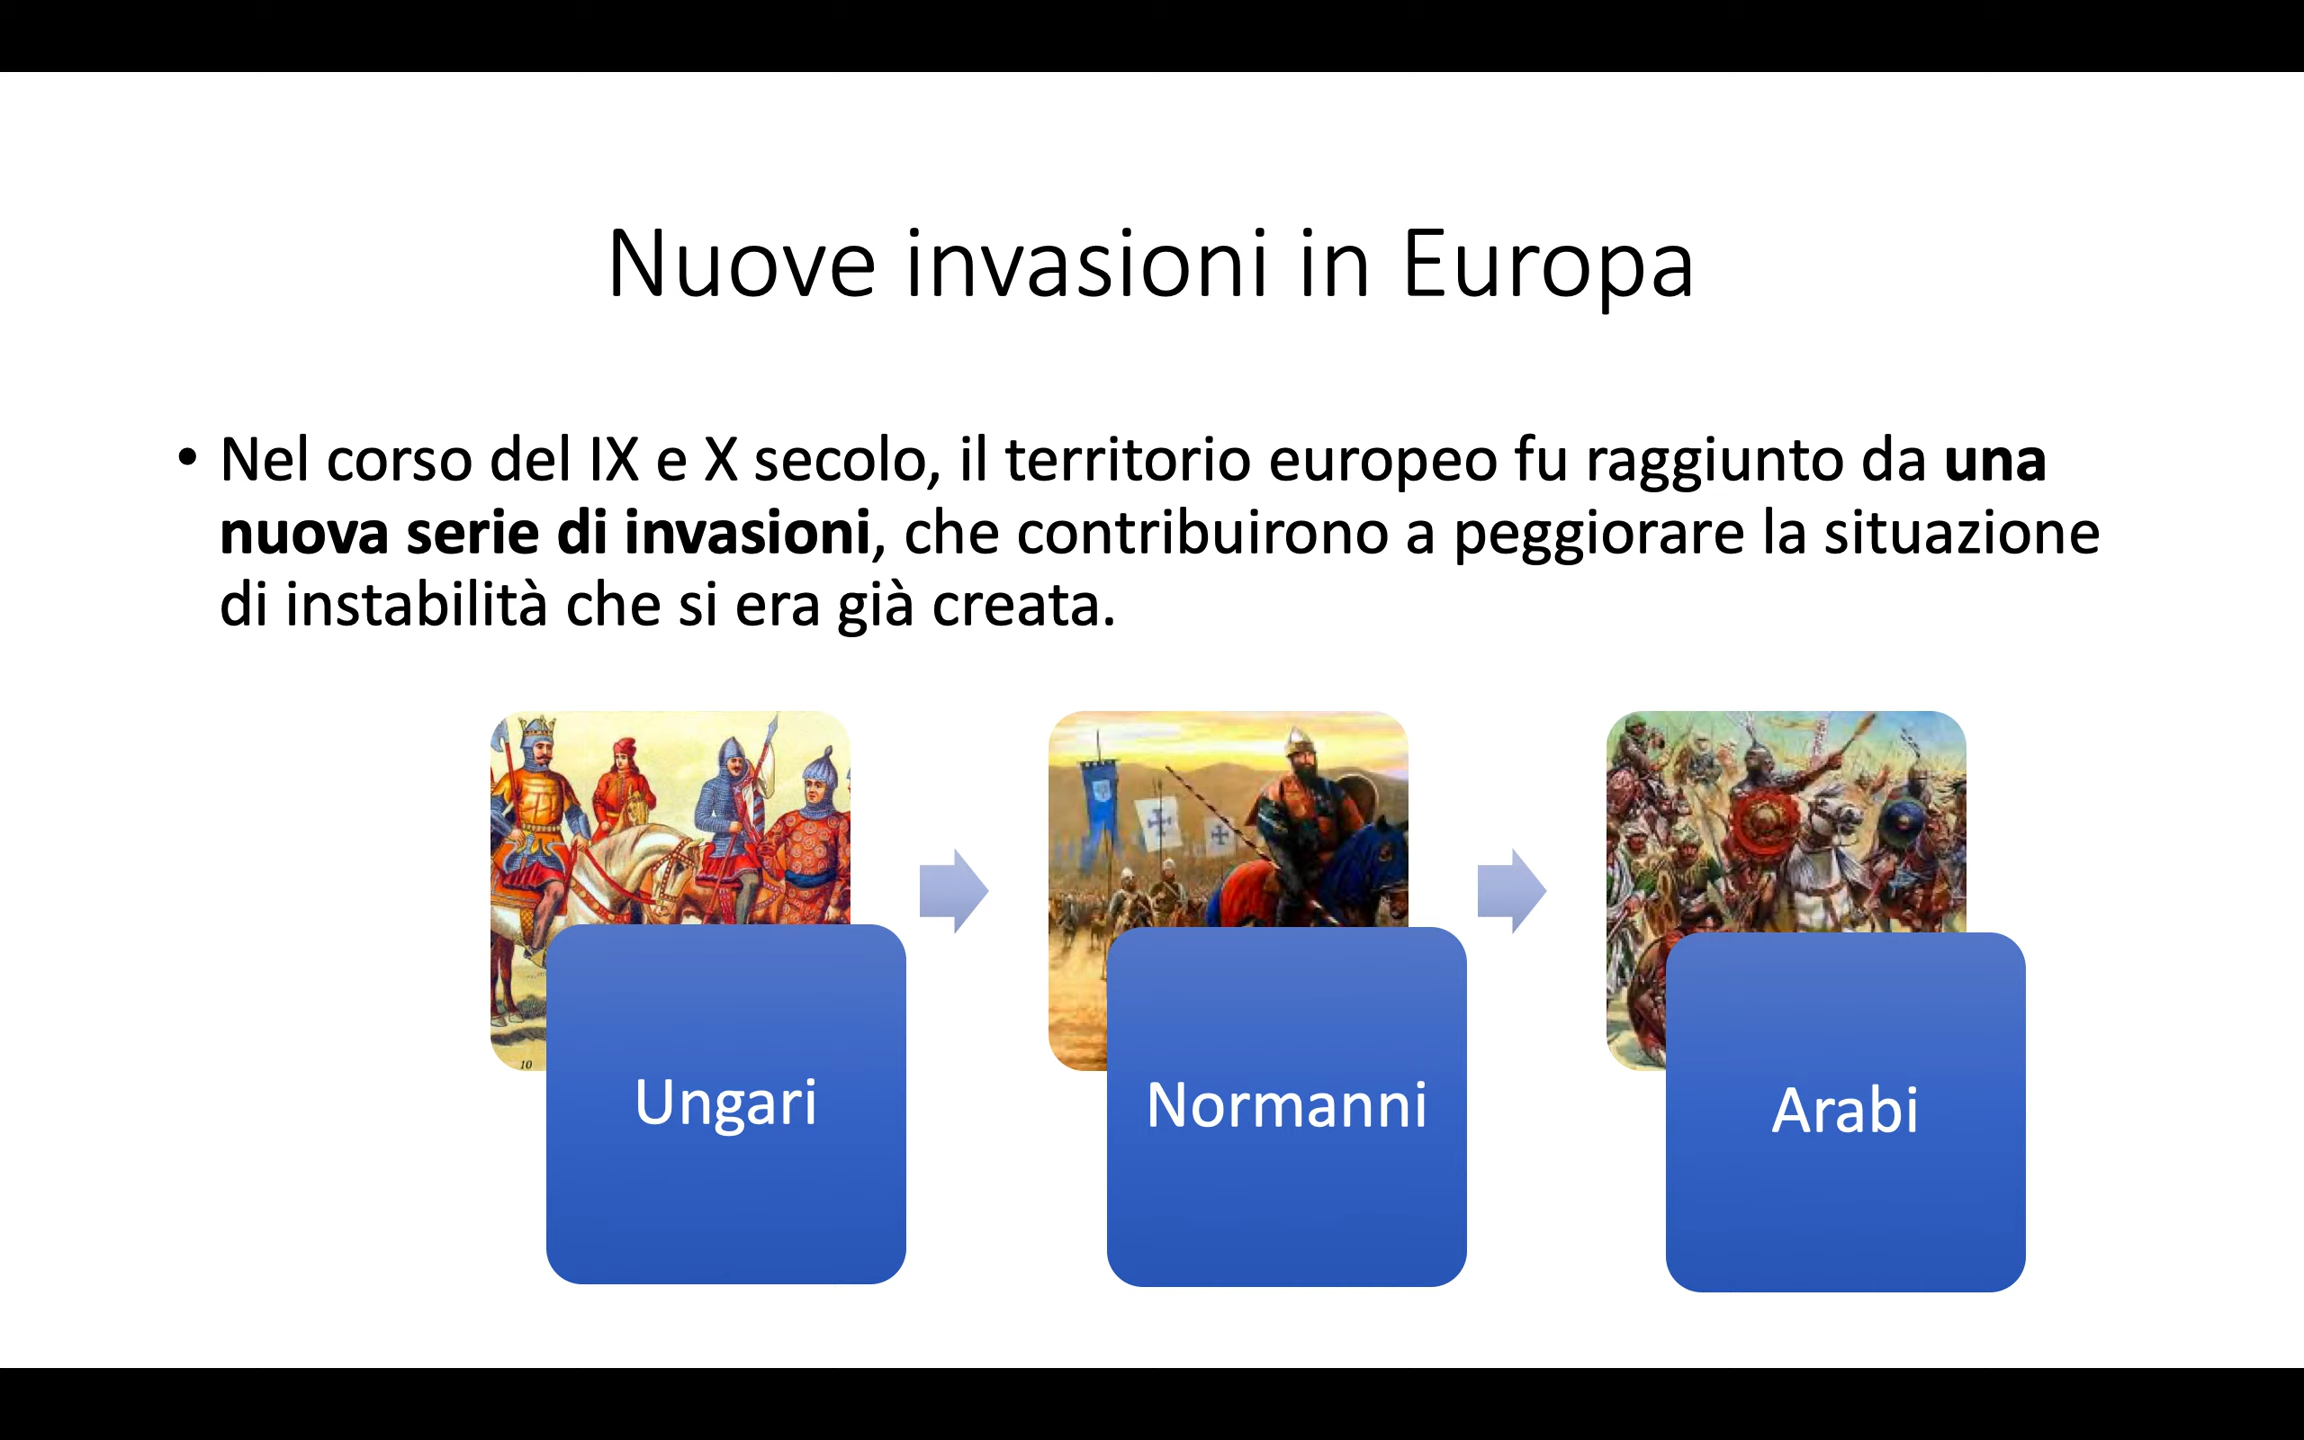 Nuove invasioni in Europa
• Nel corso del IX e X secolo, il territorio europeo fu raggiunto da una
nuova serie di invasioni, che contribuirono a peggiorare la situazione
di instabilità che si era già creata.
10
Ungari
Normanni
Arabi